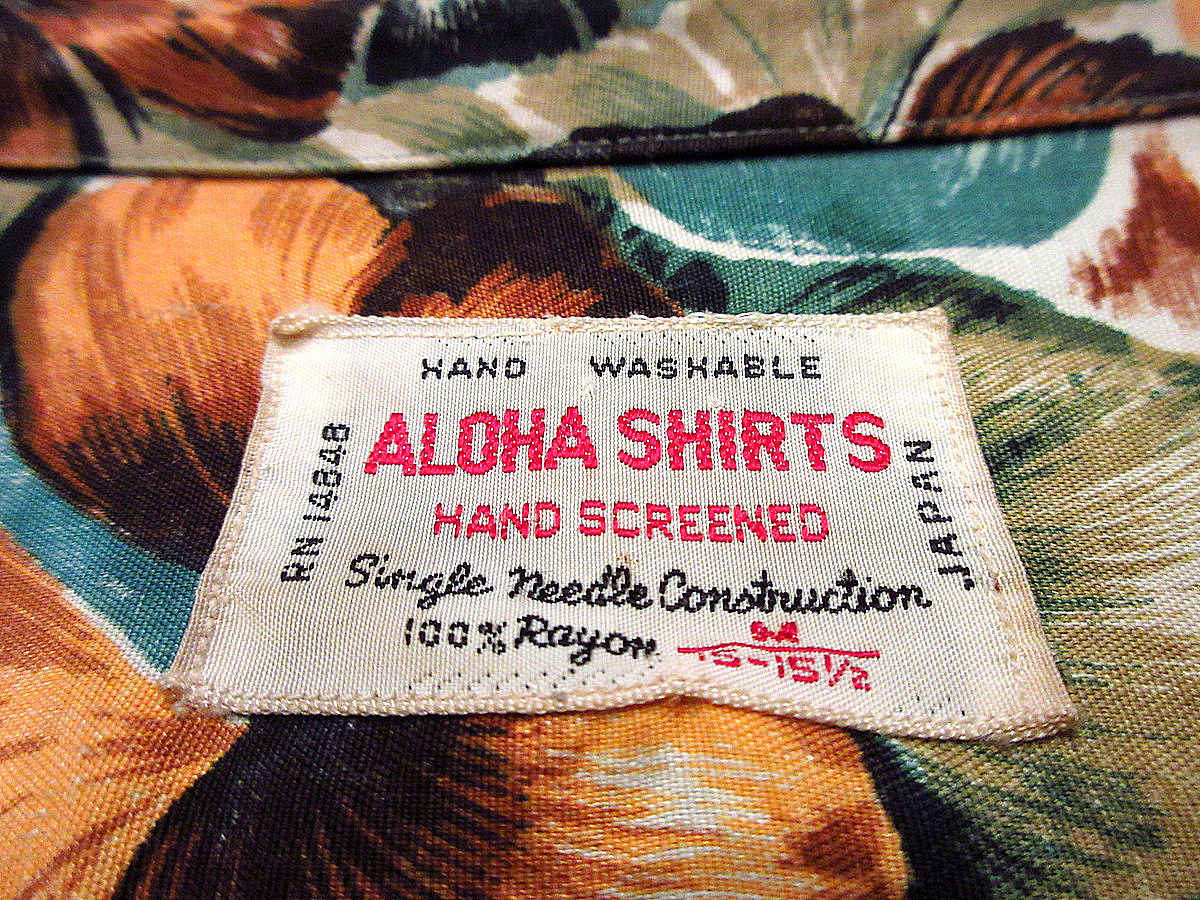 HAND WASHABLE
ALOHA SHIRTS
HAND SCREENED
Single Needle Construction
100% Rayon
15-15½
RN 14848
JAPAN